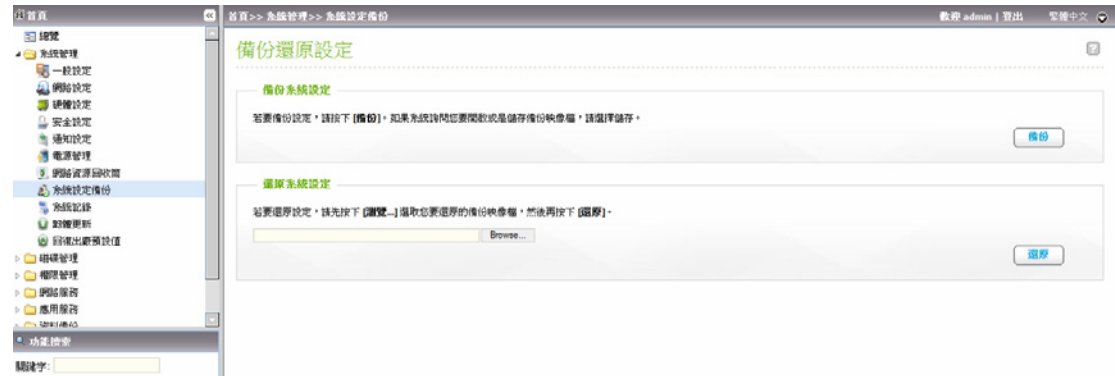 首頁
首頁>> 系統管理>> 系統設定備份
歡迎 admin | 登出
繁體中文
總覽
系統管理
一般設定
網路設定
硬體設定
安全設定
通知設定
電源管理
網路資源回收筒
系統設定備份
系統記錄
韌體更新
回復出廠預設值
磁碟管理
權限管理
網路服務
應用服務
資料備份
功能搜索
關鍵字:
備份還原設定
備份系統設定
若要備份設定，請按下 [備份]。如果系統詢問您要開啟或是儲存備份映像檔，請選擇儲存。
備份
還原系統設定
若要還原設定，請先按下 [瀏覽...] 選取您要還原的備份映像檔，然後再按下 [還原]。
Browse...
還原